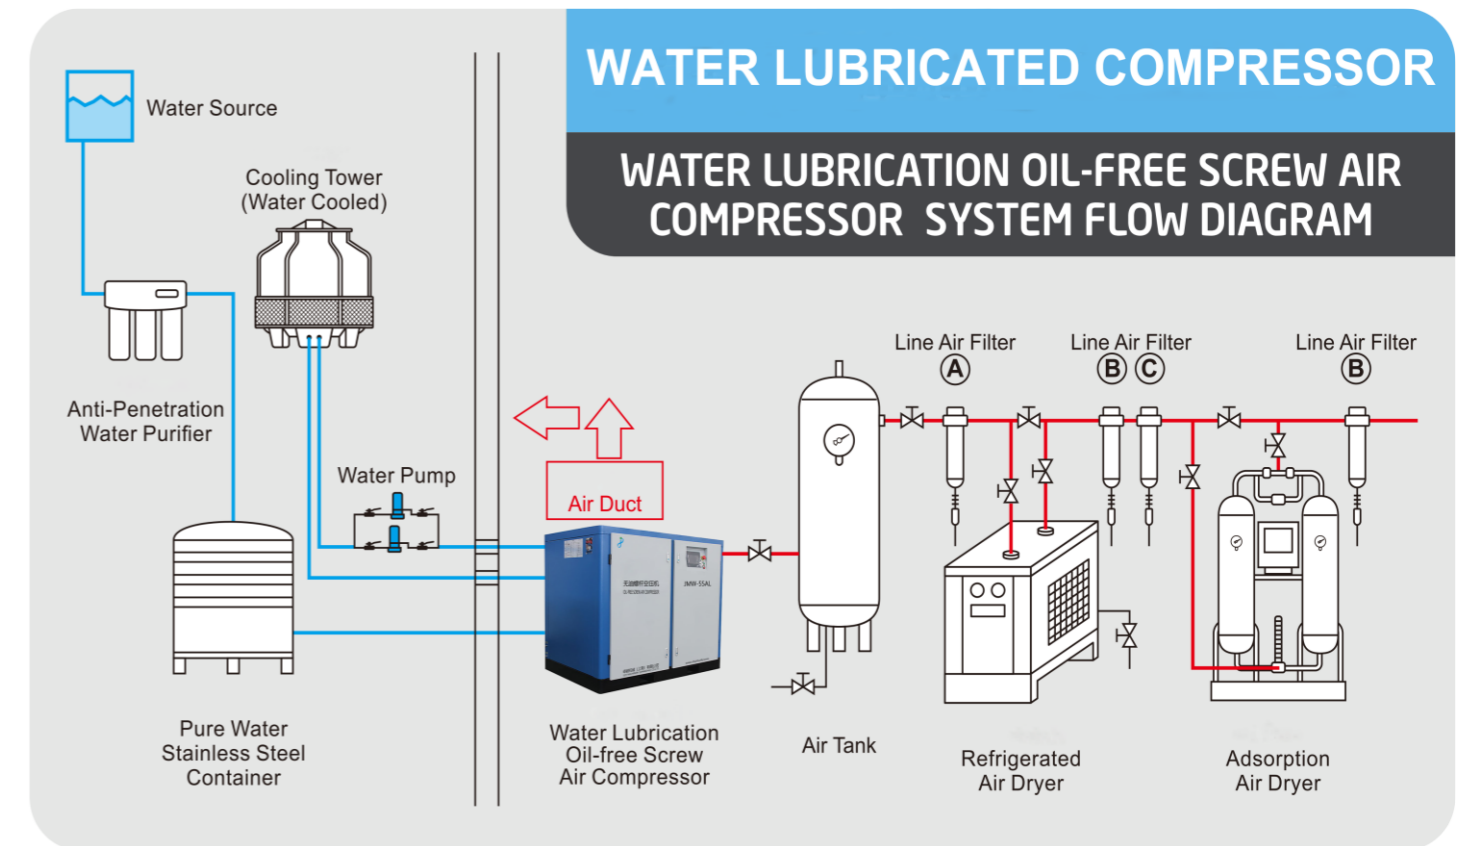 WATER LUBRICATED COMPRESSOR
WATER LUBRICATION OIL-FREE SCREW AIR
COMPRESSOR SYSTEM FLOW DIAGRAM
Water Source
Cooling Tower
(Water Cooled)
Anti-Penetration
Water Purifier
Water Pump
Air Duct
Line Air Filter
A
Line Air Filter
B C
Line Air Filter
B
JMW-55AL
Pure Water
Stainless Steel
Container
Water Lubrication
Oil-free Screw
Air Compressor
Air Tank
Refrigerated
Air Dryer
Adsorption
Air Dryer